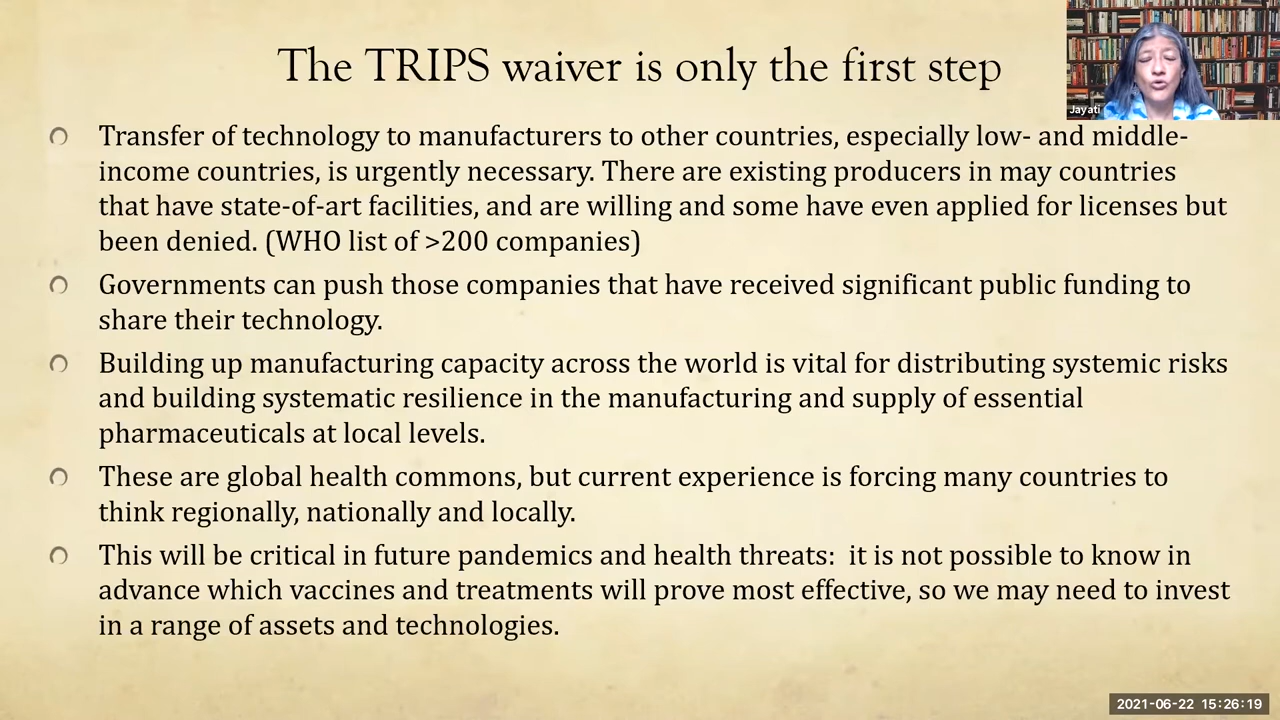 The TRIPS waiver is only the first step
Jayati
Transfer of technology to manufacturers to other countries, especially low- and middle-
income countries, is urgently necessary. There are existing producers in may countries
that have state-of-art facilities, and are willing and some have even applied for licenses but
been denied. (WHO list of >200 companies)
Governments can push those companies that have received significant public funding to
share their technology.
Building up manufacturing capacity across the world is vital for distributing systemic risks
and building systematic resilience in the manufacturing and supply of essential
pharmaceuticals at local levels.
These are global health commons, but current experience is forcing many countries to
think regionally, nationally and locally.
This will be critical in future pandemics and health threats:  it is not possible to know in
advance which vaccines and treatments will prove most effective, so we may need to invest
in a range of assets and technologies.
2021-06-22 15:26:19